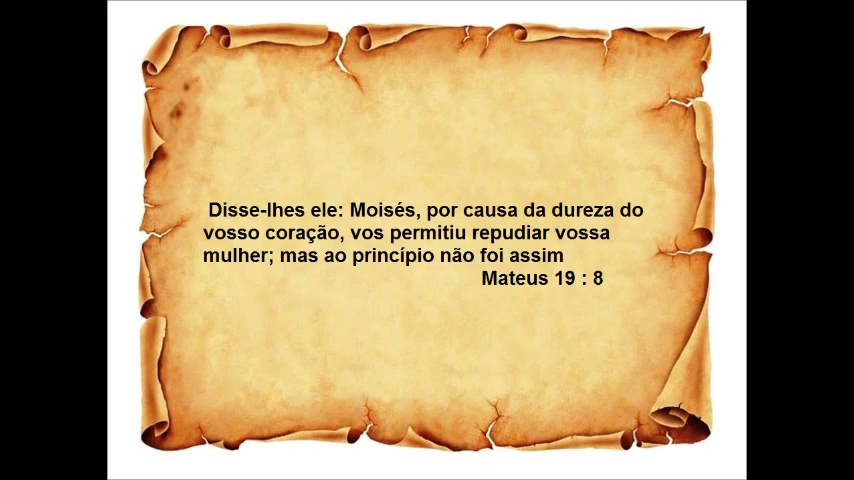 Disse-lhes ele: Moisés, por causa da dureza do
vosso coração, vos permitiu repudiar vossa
mulher; mas ao princípio não foi assim
Mateus 19 : 8